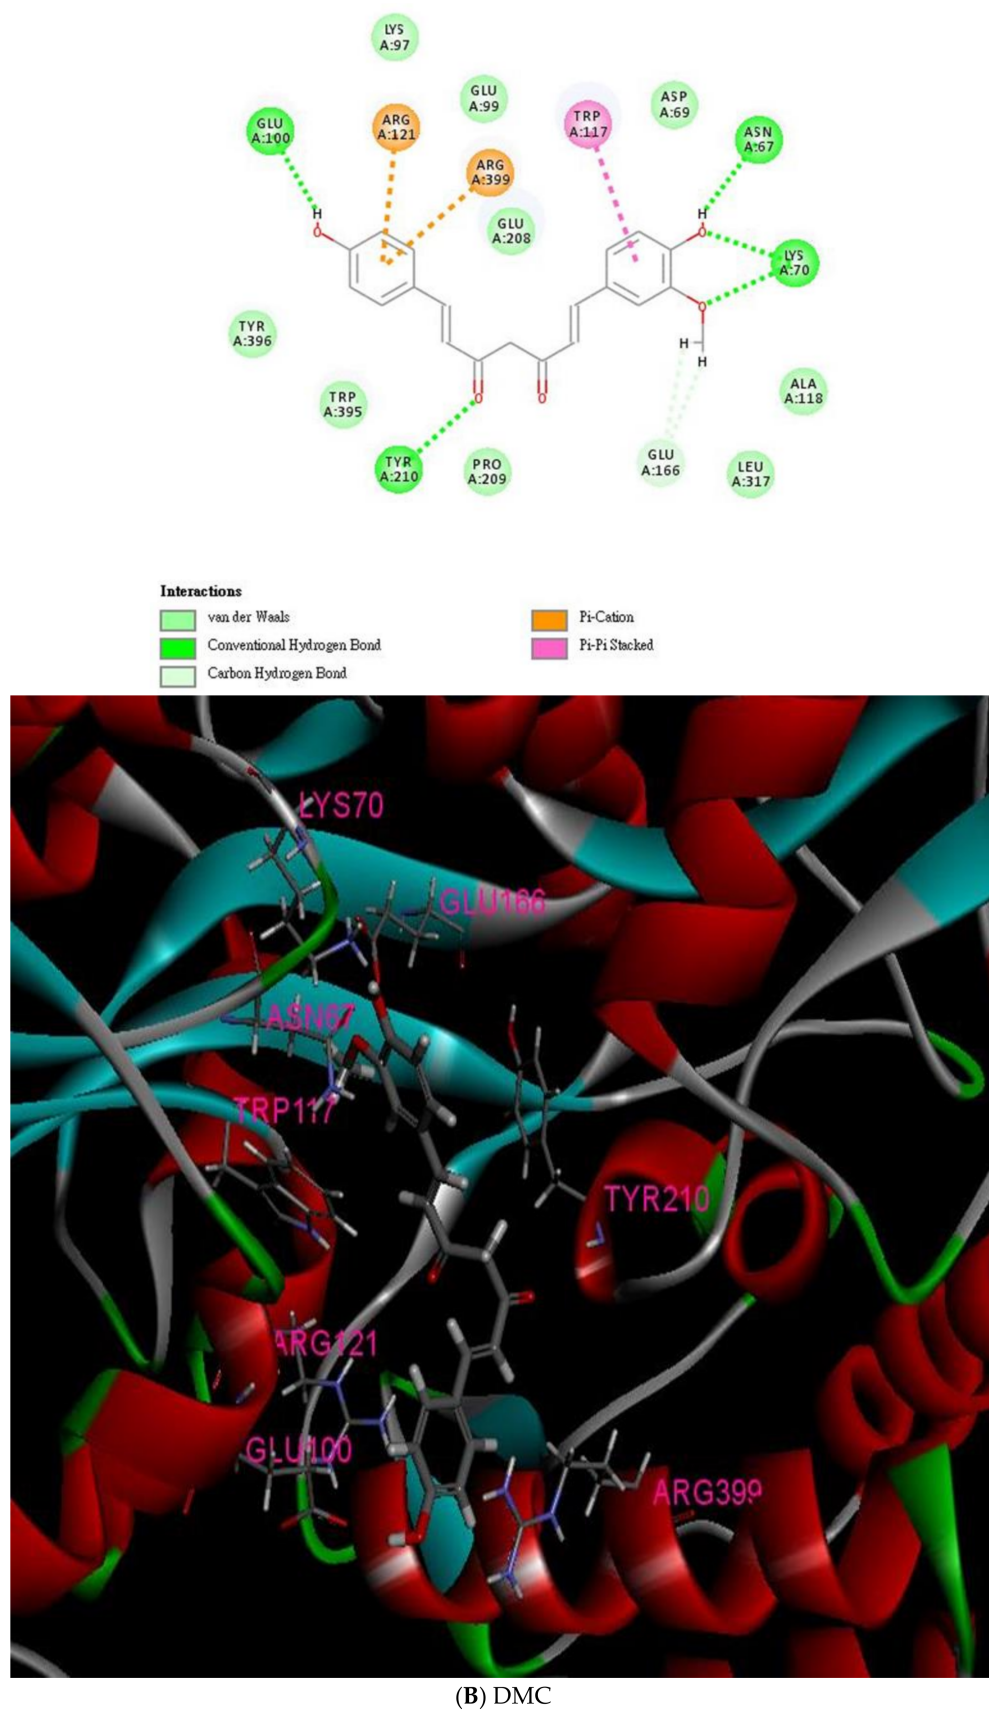 LYS
A:97
GLU
A:99
ASP
A:69
GLU
A:100
ARG
A:121
TRP
A:117
ASN
A:67
ARG
A:399
H
H
O
GLU
A:208
O
LYS
A:70
O
TYR
A:396
H
H
TRP
A:395
O
O
ALA
A:118
TYR
A:210
PRO
A:209
GLU
A:166
LEU
A:317
Interactions
van der Waals
Conventional Hydrogen Bond
Carbon Hydrogen Bond
Pi-Cation
Pi-Pi Stacked
LYS70
GLU166
ASN67
TRP117
TYR210
ARG121
GLU100
ARG399
(B) DMC